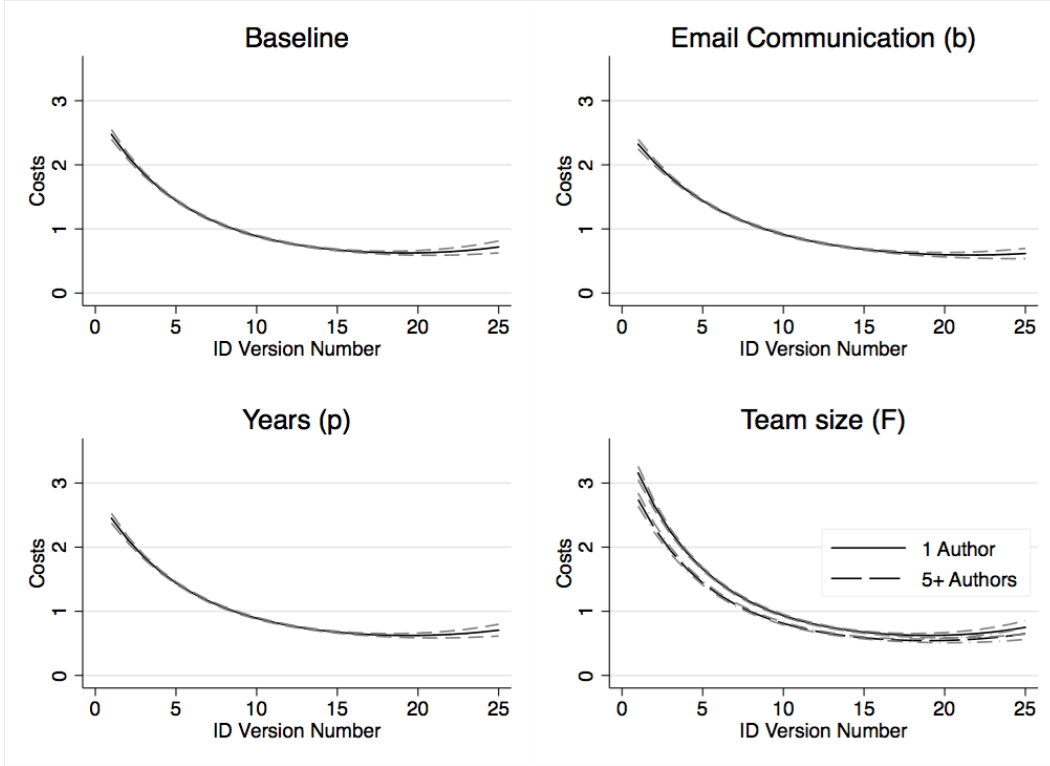 Baseline
Costs
3
2
1
0
0 5 10 15 20 25
ID Version Number
Email Communication (b)
Costs
3
2
1
0
0 5 10 15 20 25
ID Version Number
Years (p)
Costs
3
2
1
0
0 5 10 15 20 25
ID Version Number
Team size (F)
Costs
3
2
1
0
1 Author
5+ Authors
0 5 10 15 20 25
ID Version Number